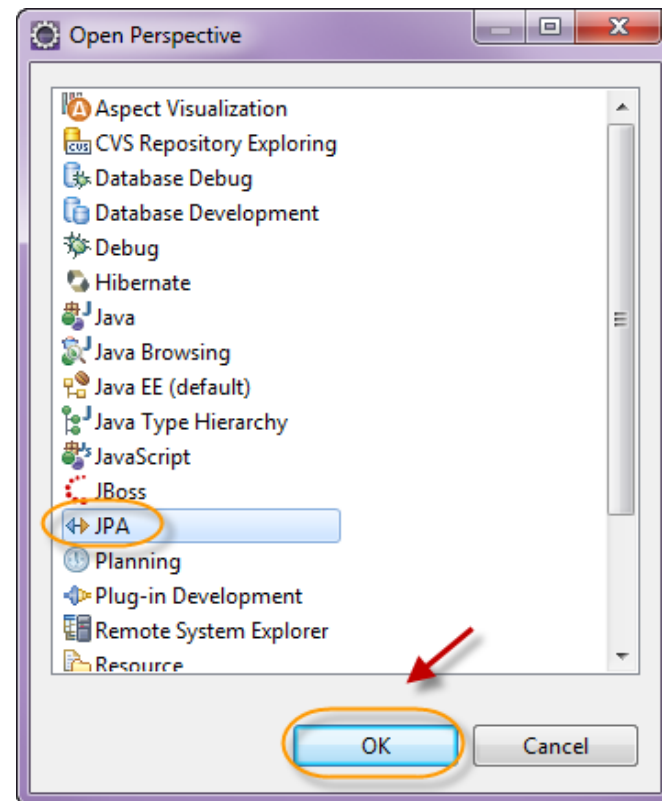 Open Perspective
Aspect Visualization
CVS Repository Exploring
Database Debug
Database Development
Debug
Hibernate
Java
Java Browsing
Java EE (default)
Java Type Hierarchy
JavaScript
JBoss
JPA
Planning
Plug-in Development
Remote System Explorer
Resource
OK
Cancel